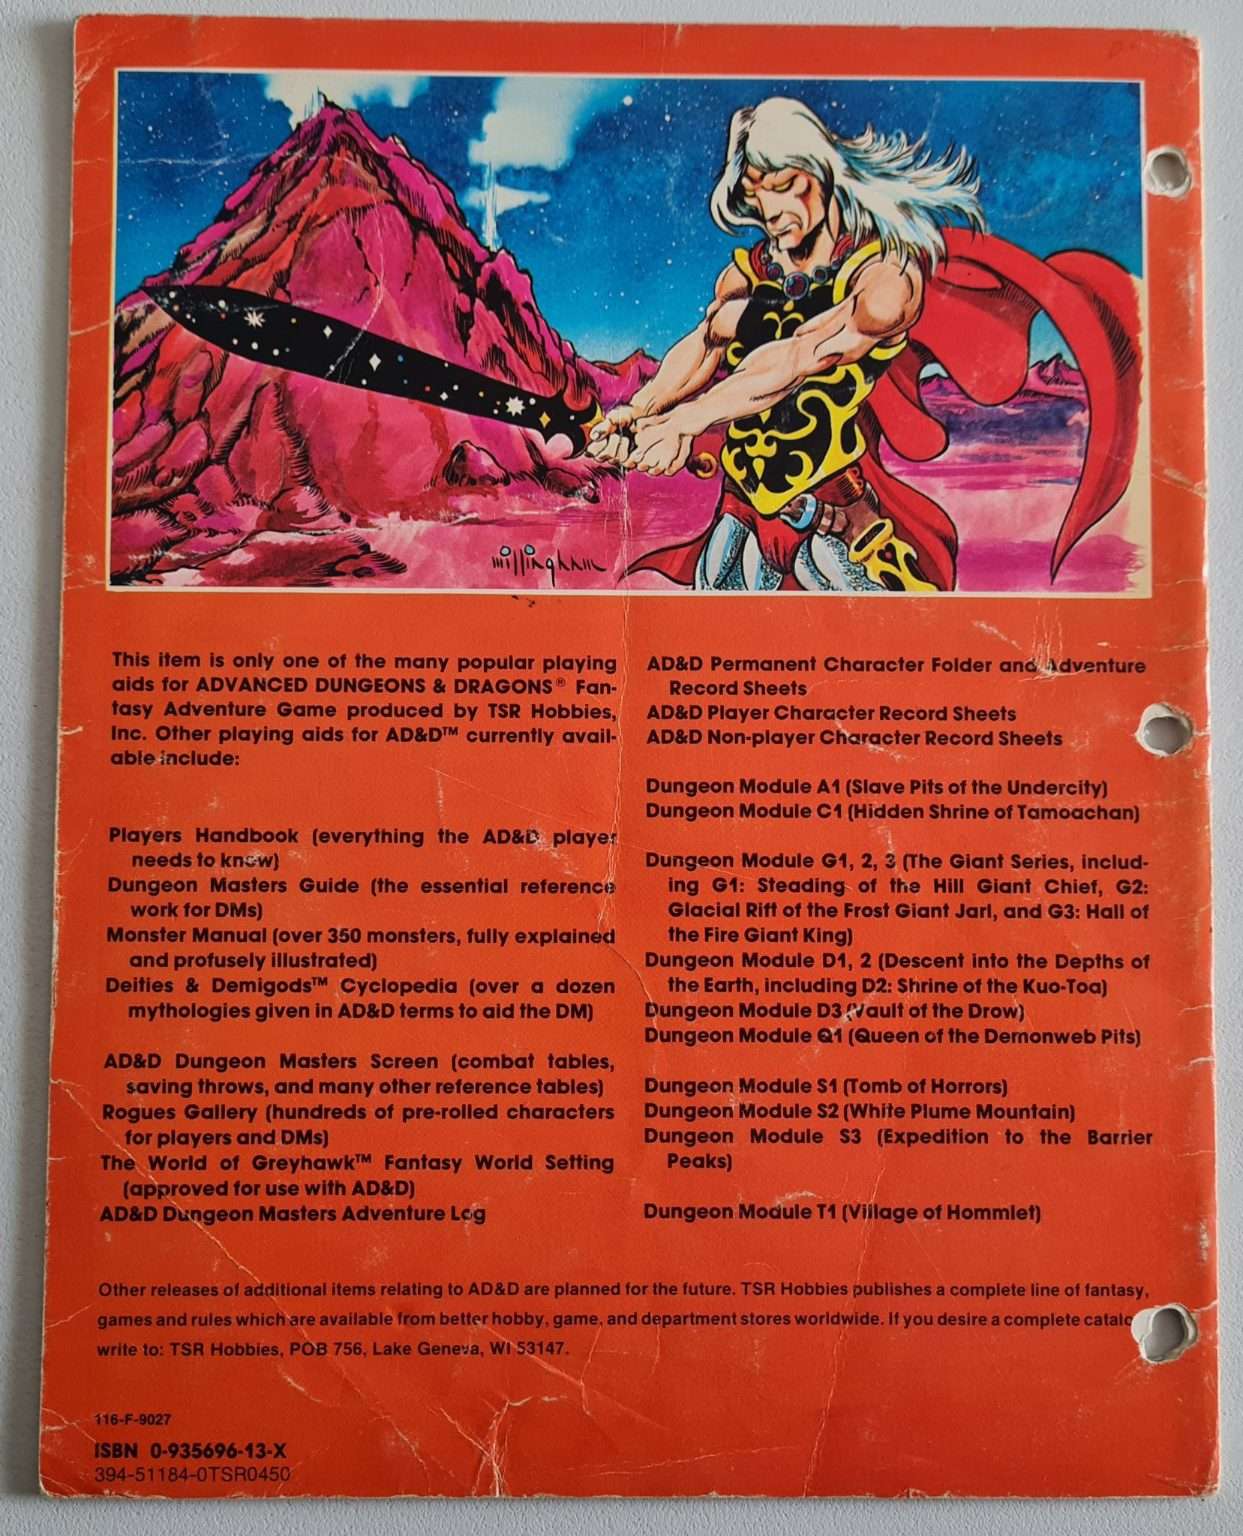 millingham
This item is only one of the many popular playing
aids for ADVANCED DUNGEONS & DRAGONS® Fan-
tasy Adventure Game produced by TSR Hobbies,
Inc. Other playing aids for AD&D™ currently avail-
able include:
Players Handbook (everything the AD&D player
needs to know)
Dungeon Masters Guide (the essential reference
work for DMs)
Monster Manual (over 350 monsters, fully explained
and profusely illustrated)
Deities & Demigods™ Cyclopedia (over a dozen
mythologies given in AD&D terms to aid the DM)
AD&D Dungeon Masters Screen (combat tables,
saving throws, and many other reference tables)
Rogues Gallery (hundreds of pre-rolled characters
for players and DMs)
The World of Greyhawk™ Fantasy World Setting
(approved for use with AD&D)
AD&D Dungeon Masters Adventure Log
AD&D Permanent Character Folder and Adventure
Record Sheets
AD&D Player Character Record Sheets
AD&D Non-player Character Record Sheets
Dungeon Module A1 (Slave Pits of the Undercity)
Dungeon Module C1 (Hidden Shrine of Tamoachan)
Dungeon Module G1, 2, 3 (The Giant Series, includ-
ing G1: Steading of the Hill Giant Chief, G2:
Glacial Rift of the Frost Giant Jarl, and G3: Hall of
the Fire Giant King)
Dungeon Module D1, 2 (Descent into the Depths of
the Earth, including D2: Shrine of the Kuo-Toa)
Dungeon Module D3 (Vault of the Drow)
Dungeon Module Q1 (Queen of the Demonweb Pits)
Dungeon Module S1 (Tomb of Horrors)
Dungeon Module S2 (White Plume Mountain)
Dungeon Module S3 (Expedition to the Barrier
Peaks)
Dungeon Module T1 (Village of Hommlet)
Other releases of additional items relating to AD&D are planned for the future. TSR Hobbies publishes a complete line of fantasy,
games and rules which are available from better hobby, game, and department stores worldwide. If you desire a complete catalo
write to: TSR Hobbies, POB 756, Lake Geneva, WI 53147.
116-F-9027
ISBN 0-935696-13-X
394-51184-0TSR0450